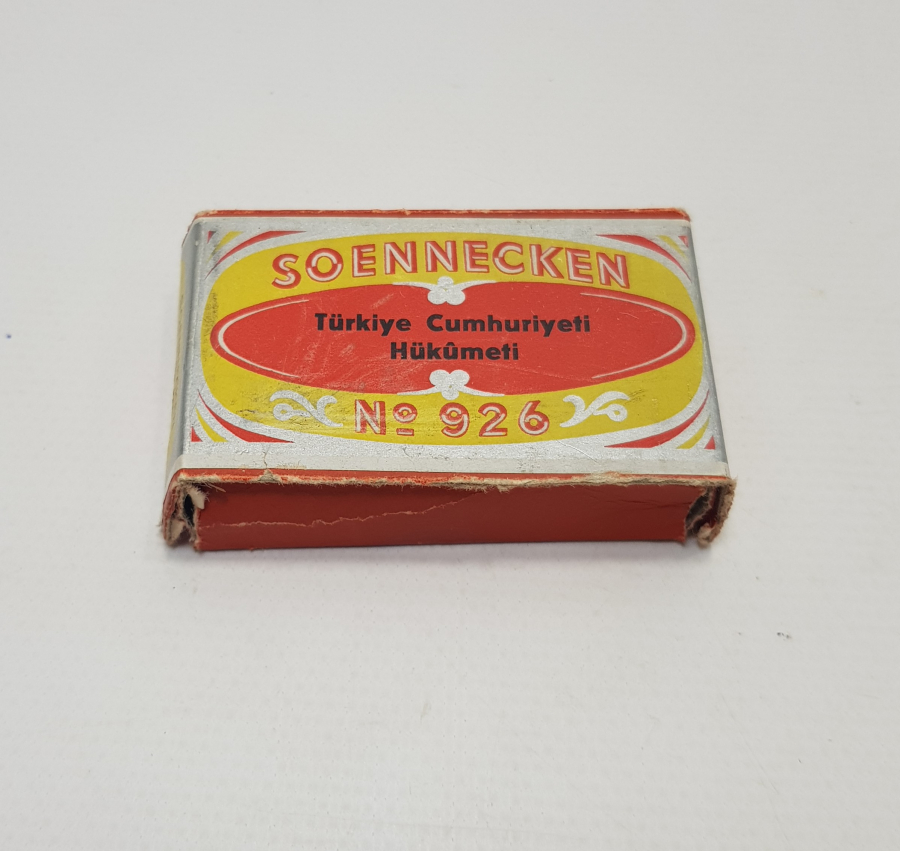 SOENNECKEN
Türkiye Cumhuriyeti
Hükûmeti
Nº 926